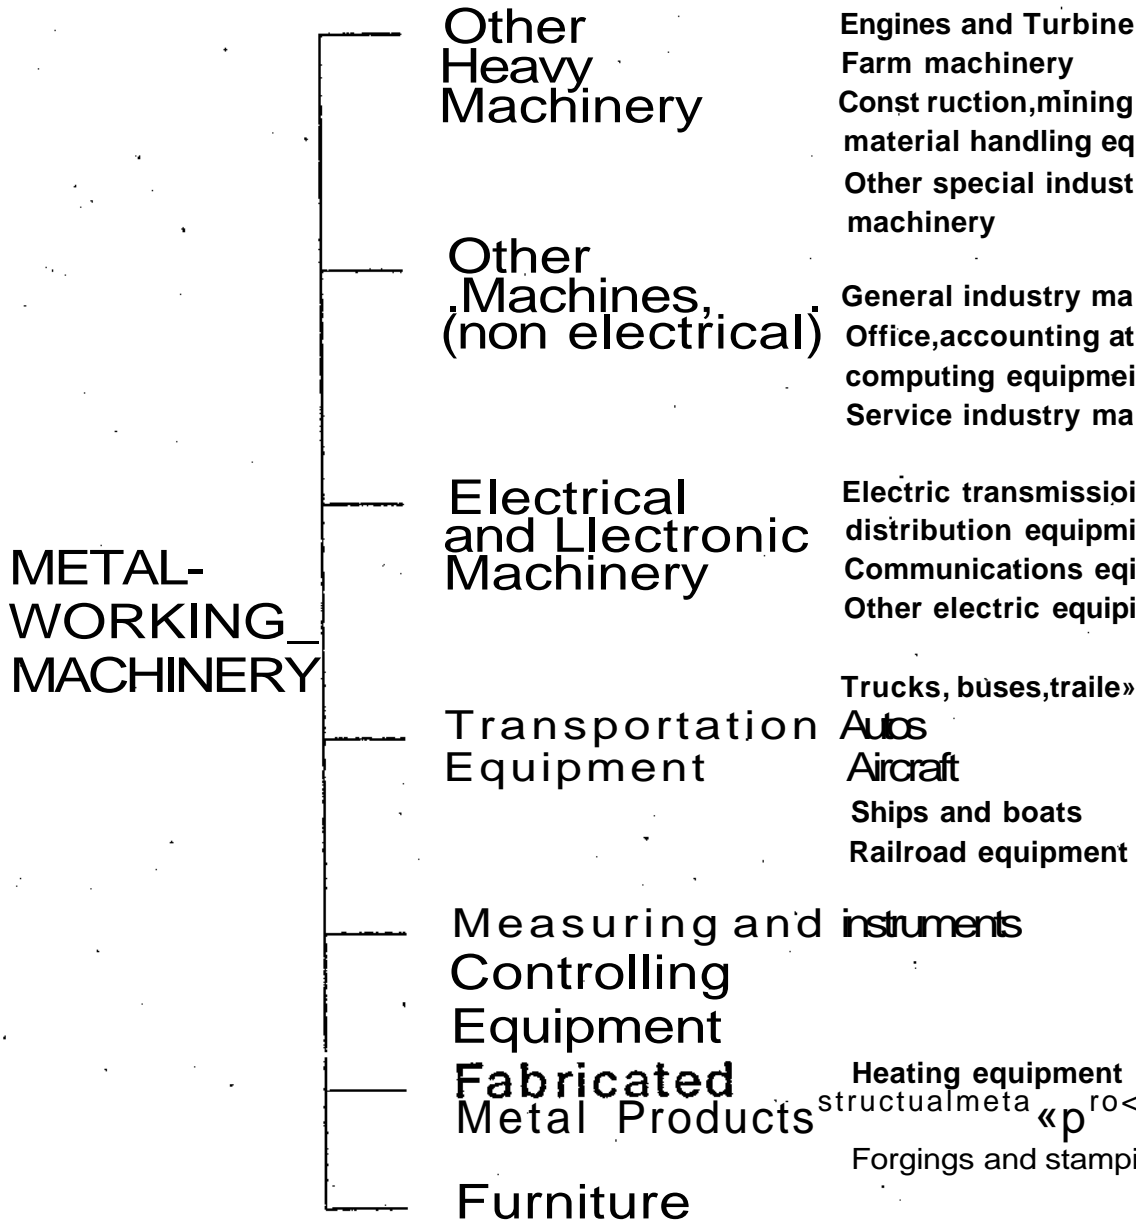 METAL-
WORKING_
MACHINERY
Other
Heavy
Machinery
Engines and Turbine
Farm machinery
Const ruction,mining
material handling eq
Other special indust
machinery
Other
.Machines,
(non electrical)
General industry ma
Office,accounting at
computing equipmei
Service industry ma
Electrical
and Llectronic
Machinery
Electric transmissioi
distribution equipmi
Communications eqi
Other electric equipi
Transportation
Equipment
Trucks, buses,traile»
Autos
Aircraft
Ships and boats
Railroad equipment
Measuring and
Controlling
Equipment
instruments
Fabricated
Metal Products
Heating equipment
structualmeta «pro<
Forgings and stampi
Furniture